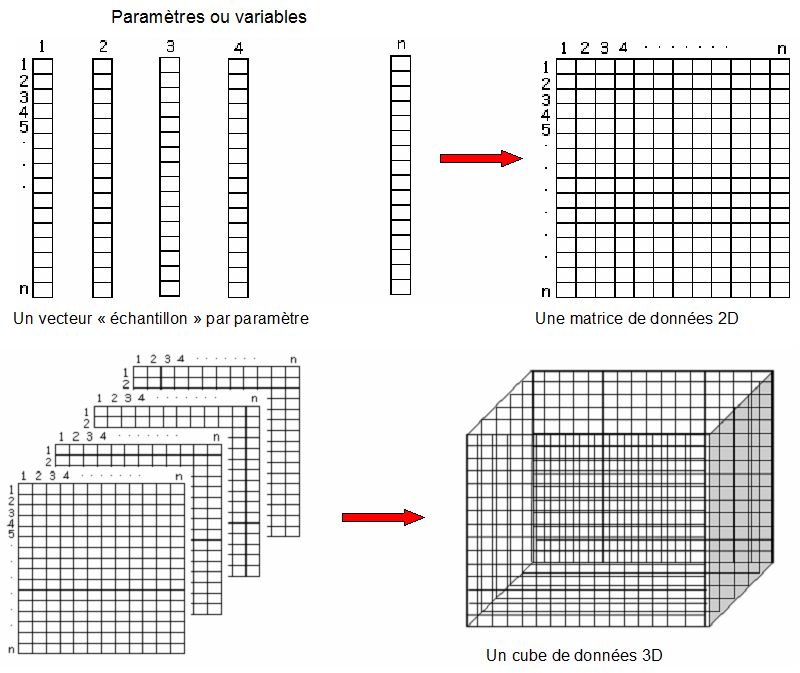 Paramètres ou variables
1 2 3 4 n
1
2
3
4
5
.
.
.
n
Un vecteur « échantillon » par paramètre
1 2 3 4 · · · · · · · n
1
2
3
4
5
.
.
.
.
.
n
Une matrice de données 2D
1 2 3 4 · · · · · · · n
1
2
1 2 3 4 · · · · · · · n
1
2
1 2 3 4 · · · · · · · n
1
2
1 2 3 4 · · · · · · · n
1
2
3
4
5
.
.
.
.
.
n
Un cube de données 3D